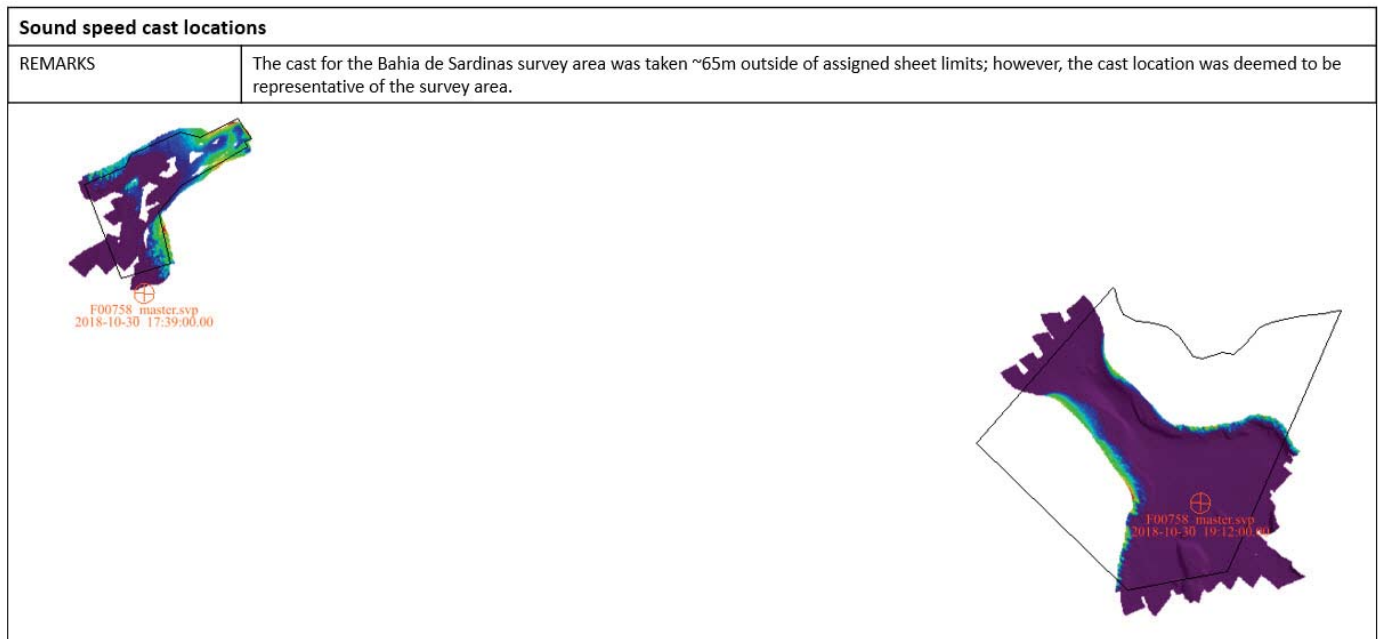 Sound speed cast locations
REMARKS
The cast for the Bahia de Sardinas survey area was taken ~65m outside of assigned sheet limits; however, the cast location was deemed to be
representative of the survey area.
F00758_master.svp
2018-10-30 17:39:00.00
F00758_master.svp
2018-10-30 19:12:00.00